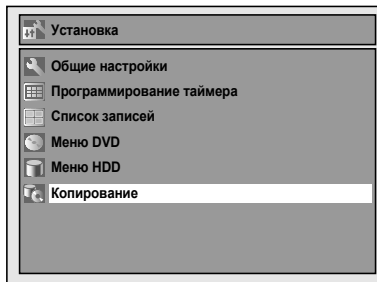 Установка
Общие настройки
Программирование таймера
Список записей
Меню DVD
Меню HDD
Копирование